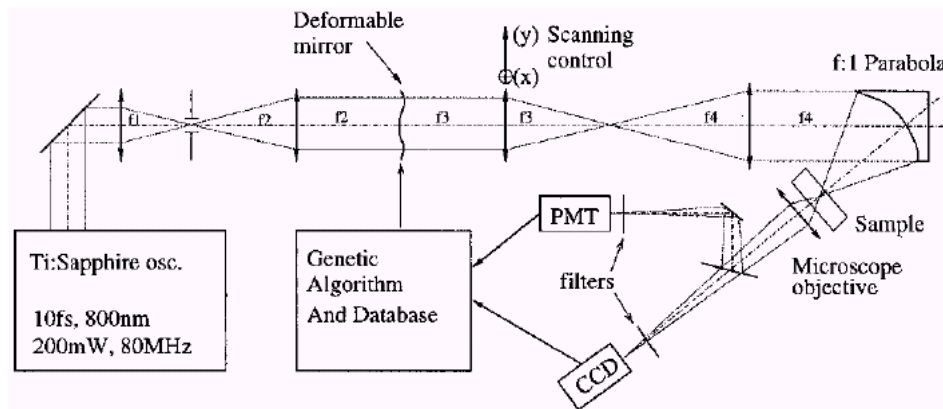 Deformable
mirror
(y) Scanning
(x) control
f:1 Parabola
f1
f2
f2
f3
f3
f4
f4
PMT
Sample
Ti:Sapphire osc.
10fs, 800nm
200mW, 80MHz
Genetic
Algorithm
And Database
filters
Microscope
objective
CCD